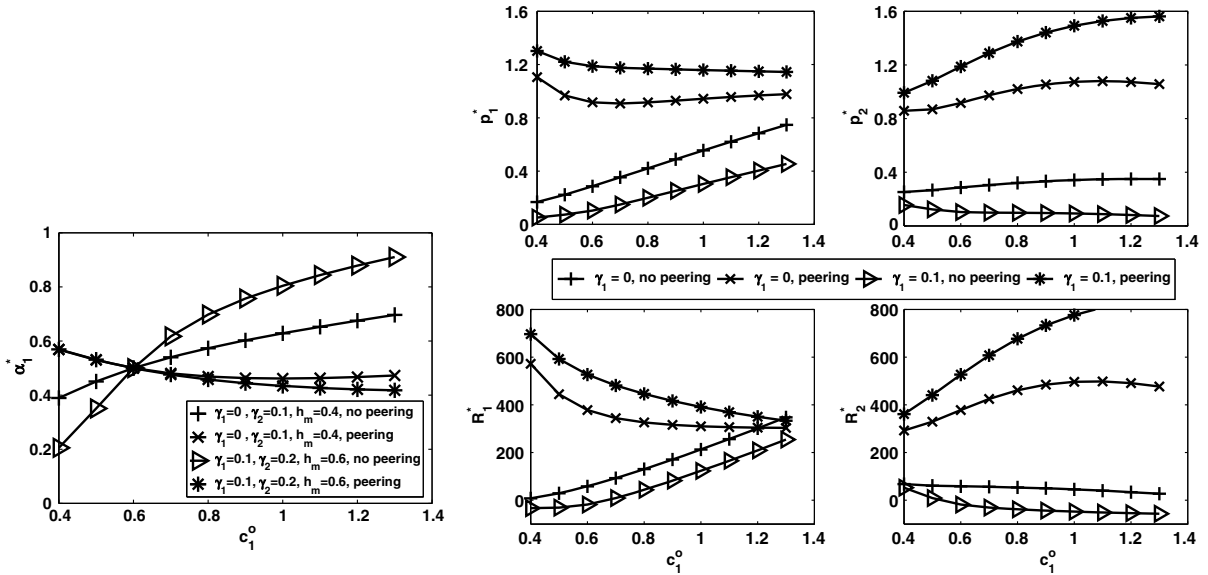 1
0.8
0.6
0.4
0.2
0
α₁*
0.4 0.6 0.8 1 1.2 1.4
c₁ᵒ
γ₁=0 , γ₂=0.1, hₘ=0.4, no peering
γ₁=0 , γ₂=0.1, hₘ=0.4, peering
γ₁=0.1, γ₂=0.2, hₘ=0.6, no peering
γ₁=0.1, γ₂=0.2, hₘ=0.6, peering
1.6
1.2
0.8
0.4
0
p₁*
0.4 0.6 0.8 1 1.2 1.4
1.6
1.2
0.8
0.4
0
p₂*
0.4 0.6 0.8 1 1.2 1.4
γ₁ = 0, no peering γ₁ = 0, peering γ₁ = 0.1, no peering γ₁ = 0.1, peering
800
600
400
200
0
R₁*
0.4 0.6 0.8 1 1.2 1.4
c₁ᵒ
800
600
400
200
0
R₂*
0.4 0.6 0.8 1 1.2 1.4
c₁ᵒ